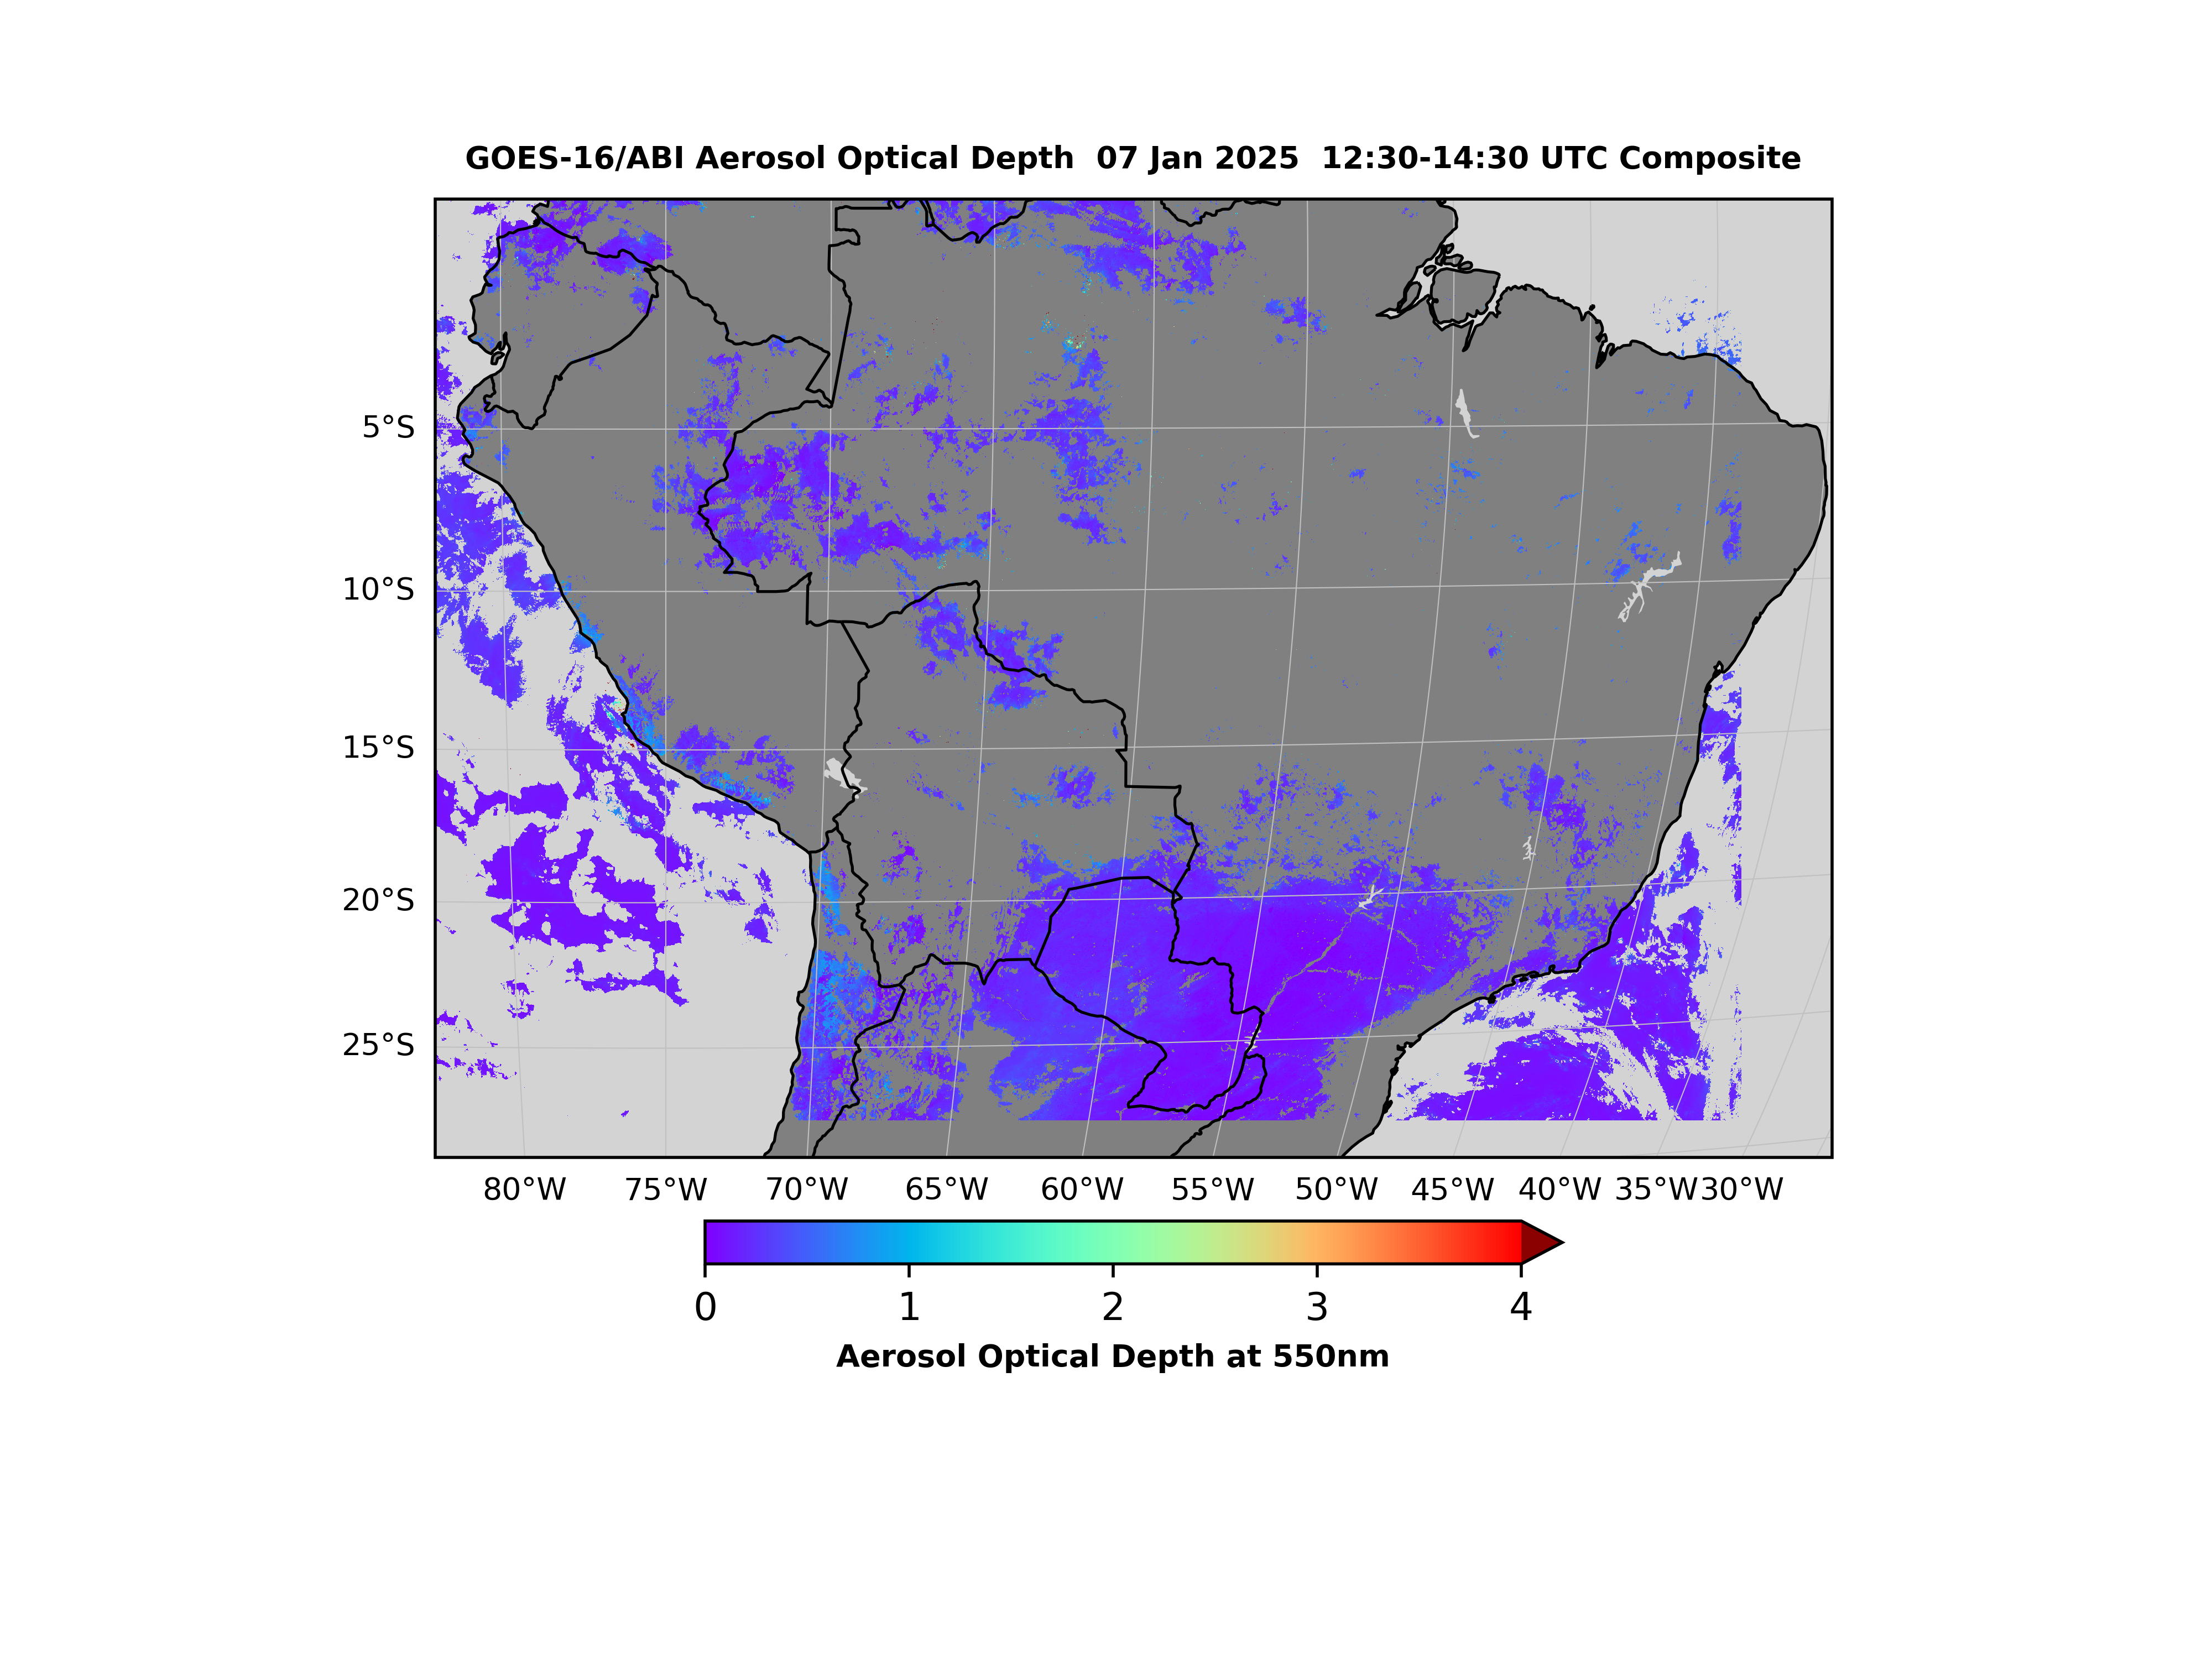 GOES-16/ABI Aerosol Optical Depth  07 Jan 2025  12:30-14:30 UTC Composite
5°S
10°S
15°S
20°S
25°S
80°W 75°W 70°W 65°W 60°W 55°W 50°W 45°W 40°W 35°W 30°W
0 1 2 3 4
Aerosol Optical Depth at 550nm